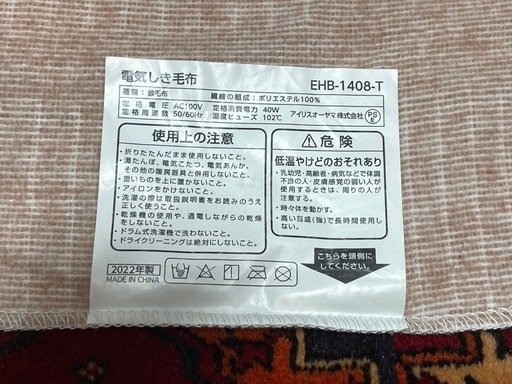 電気しき毛布
EHB-1408-T
種類：敷毛布
繊維の組成：ポリエステル100%
定格電圧 AC100V
定格消費電力 40W
アイリスオーヤマ株式会社
PSE
定格周波数 50/60Hz
温度ヒューズ 102℃
使用上の注意
・折りたたんだまま使用しないこと。
・湯たんぽ、電気こたつ、電気あんか、
その他の暖房器具と併用しないこと。
・重いものを上に置かないこと。
・アイロンをかけないこと。
・洗濯の際は取扱説明書をお読みのうえ
正しく使うこと。
・乾燥機の使用や、通電しながらの乾燥
をしないこと。
・ドラム式洗濯機で洗わないこと。
・ドライクリーニングは絶対にしないこと。
危険
低温やけどのおそれあり
・乳幼児・高齢者・病気などで体調
不良の人・皮膚感覚の弱い人が
使用するときは、周りの人が注
意すること。
・時々体を動かす。
・高い目盛(強)で長時間使用し
ない。
2022年製
MADE IN CHINA
こちらを頭側に
してください。